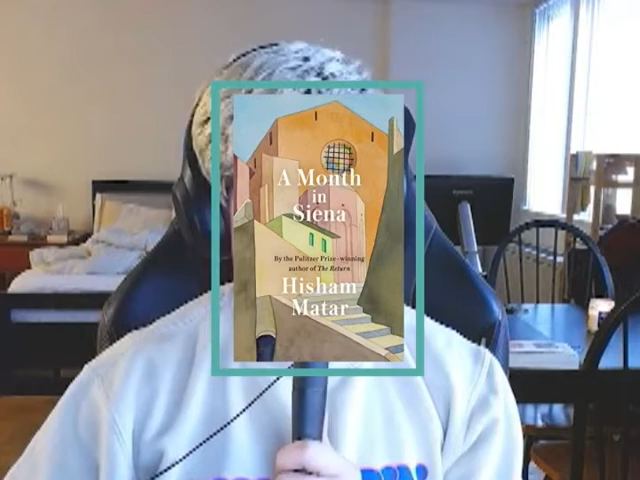 A Month
in
Siena
By the Pulitzer Prize–winning
author of The Return
Hisham
Matar